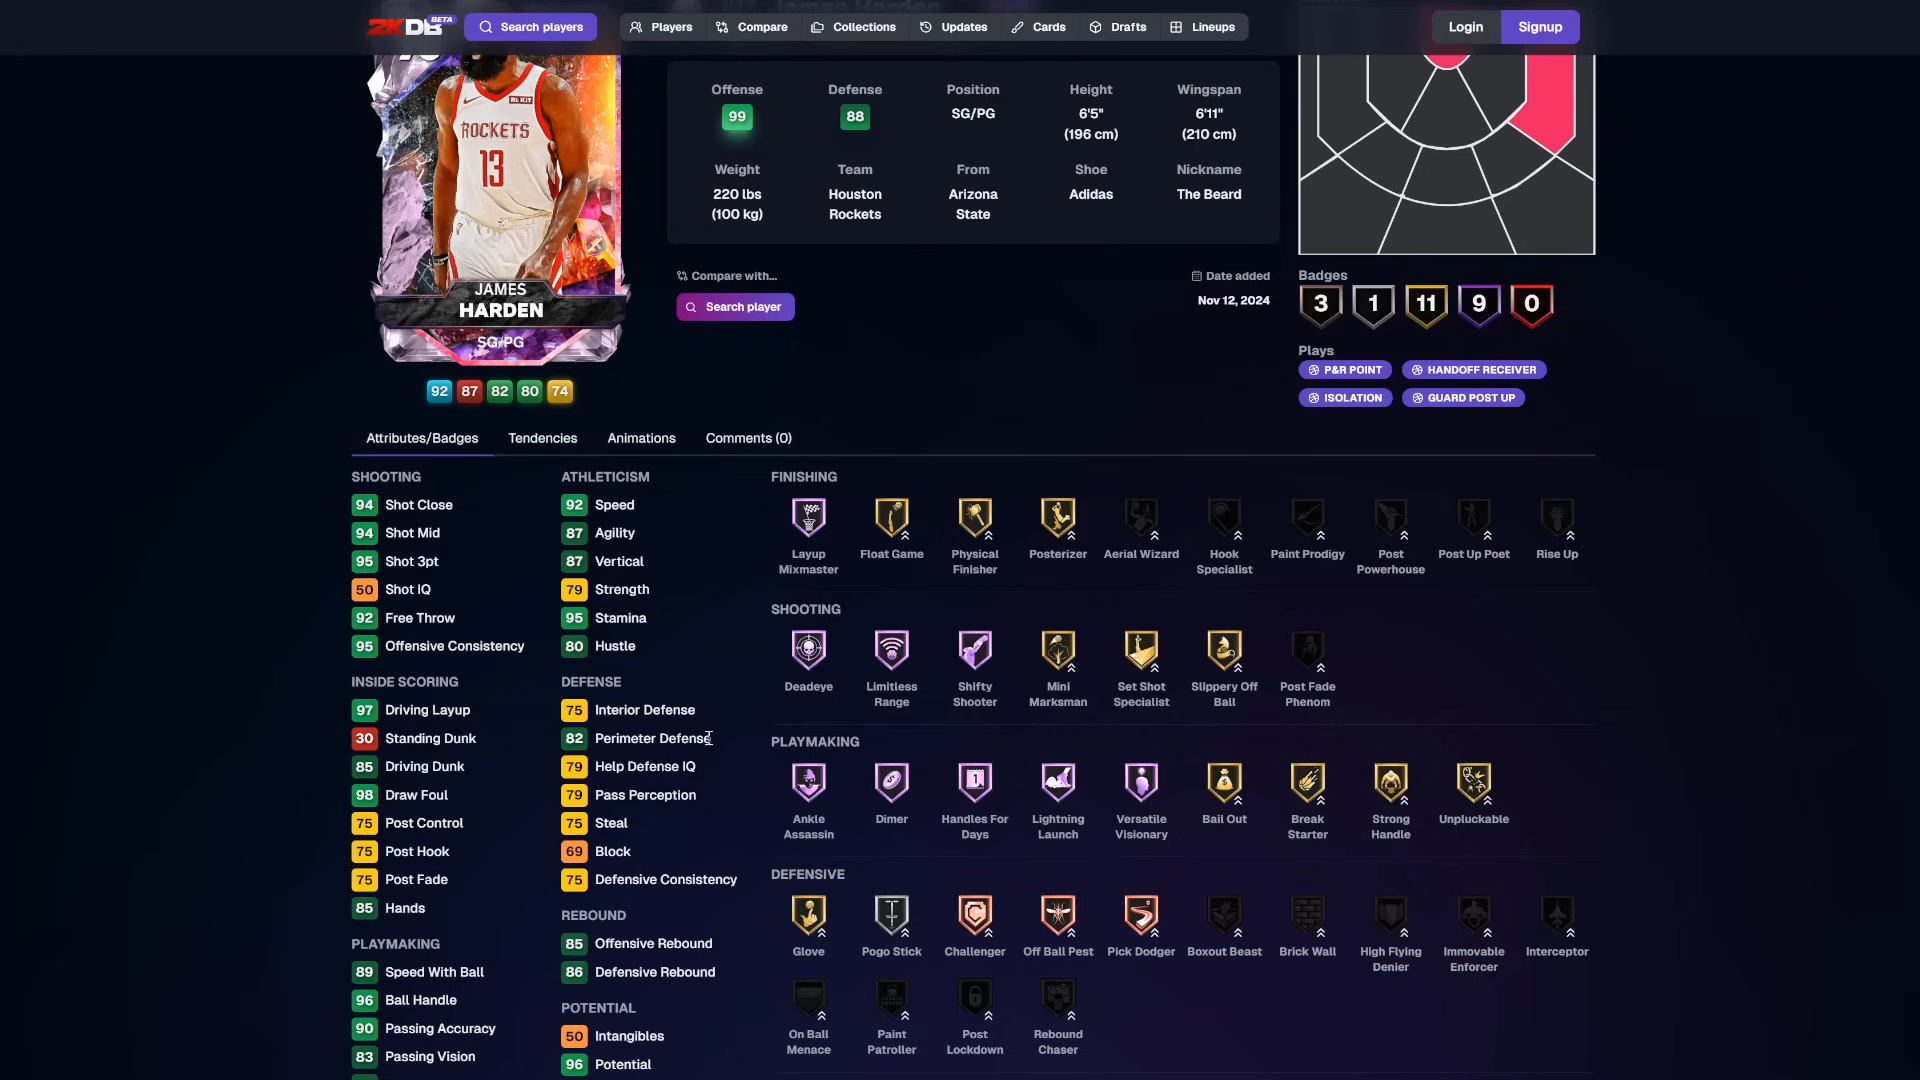 2KDB BETA
Search players
Players
Compare
Collections
Updates
Cards
Drafts
Lineups
Login
Signup
ROCKETS
13
JAMES
HARDEN
SG/PG
92 87 82 80 74
Offense
99
Defense
88
Position
SG/PG
Height
6'5"
(196 cm)
Wingspan
6'11"
(210 cm)
Weight
220 lbs
(100 kg)
Team
Houston
Rockets
From
Arizona
State
Shoe
Adidas
Nickname
The Beard
Compare with...
Search player
Date added
Nov 12, 2024
Badges
3 1 11 9 0
Plays
P&R POINT
HANDOFF RECEIVER
ISOLATION
GUARD POST UP
Attributes/Badges
Tendencies
Animations
Comments (0)
SHOOTING
94 Shot Close
94 Shot Mid
95 Shot 3pt
50 Shot IQ
92 Free Throw
95 Offensive Consistency
INSIDE SCORING
97 Driving Layup
30 Standing Dunk
85 Driving Dunk
98 Draw Foul
75 Post Control
75 Post Hook
75 Post Fade
85 Hands
PLAYMAKING
89 Speed With Ball
96 Ball Handle
90 Passing Accuracy
83 Passing Vision
ATHLETICISM
92 Speed
87 Agility
87 Vertical
79 Strength
95 Stamina
80 Hustle
DEFENSE
75 Interior Defense
82 Perimeter Defense
79 Help Defense IQ
79 Pass Perception
75 Steal
69 Block
75 Defensive Consistency
REBOUND
85 Offensive Rebound
86 Defensive Rebound
POTENTIAL
50 Intangibles
96 Potential
FINISHING
Layup
Mixmaster
Float Game
Physical
Finisher
Posterizer
Aerial Wizard
Hook
Specialist
Paint Prodigy
Post
Powerhouse
Post Up Poet
Rise Up
SHOOTING
Deadeye
Limitless
Range
Shifty
Shooter
Mini
Marksman
Set Shot
Specialist
Slippery Off
Ball
Post Fade
Phenom
PLAYMAKING
Ankle
Assassin
Dimer
Handles For
Days
Lightning
Launch
Versatile
Visionary
Bail Out
Break
Starter
Strong
Handle
Unpluckable
DEFENSIVE
Glove
Pogo Stick
Challenger
Off Ball Pest
Pick Dodger
Boxout Beast
Brick Wall
High Flying
Denier
Immovable
Enforcer
Interceptor
On Ball
Menace
Paint
Patroller
Post
Lockdown
Rebound
Chaser